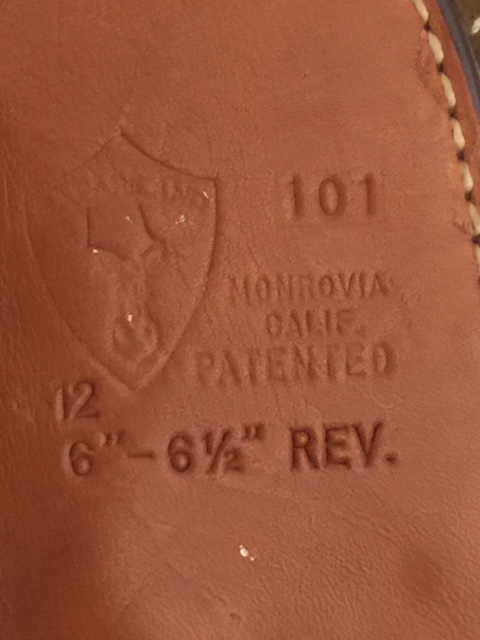 101
MONROVIA
CALIF.
PATENTED
12
6"-6½" REV.